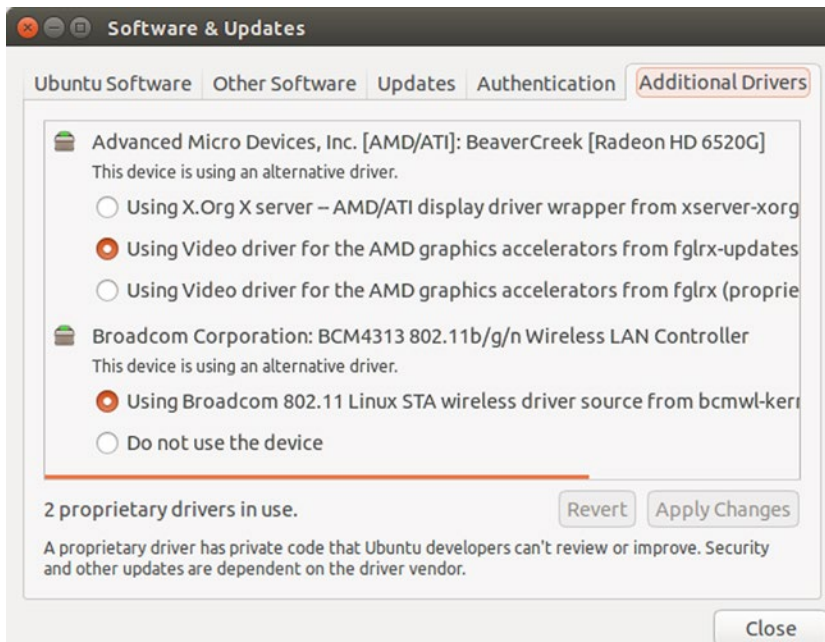 Software & Updates
Ubuntu Software Other Software Updates Authentication Additional Drivers
Advanced Micro Devices, Inc. [AMD/ATI]: BeaverCreek [Radeon HD 6520G]
This device is using an alternative driver.
Using X.Org X server – AMD/ATI display driver wrapper from xserver-xorg
Using Video driver for the AMD graphics accelerators from fglrx-updates
Using Video driver for the AMD graphics accelerators from fglrx (proprie
Broadcom Corporation: BCM4313 802.11b/g/n Wireless LAN Controller
This device is using an alternative driver.
Using Broadcom 802.11 Linux STA wireless driver source from bcmwl-kern
Do not use the device
2 proprietary drivers in use.
Revert Apply Changes
A proprietary driver has private code that Ubuntu developers can't review or improve. Security
and other updates are dependent on the driver vendor.
Close